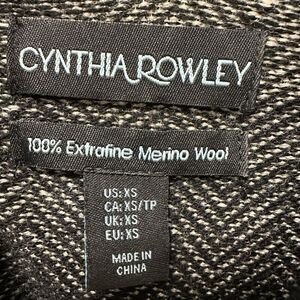 CYNTHIA ROWLEY
100% Extrafine Merino Wool
US: XS
CA: XS/TP
UK: XS
EU: XS
MADE IN
CHINA